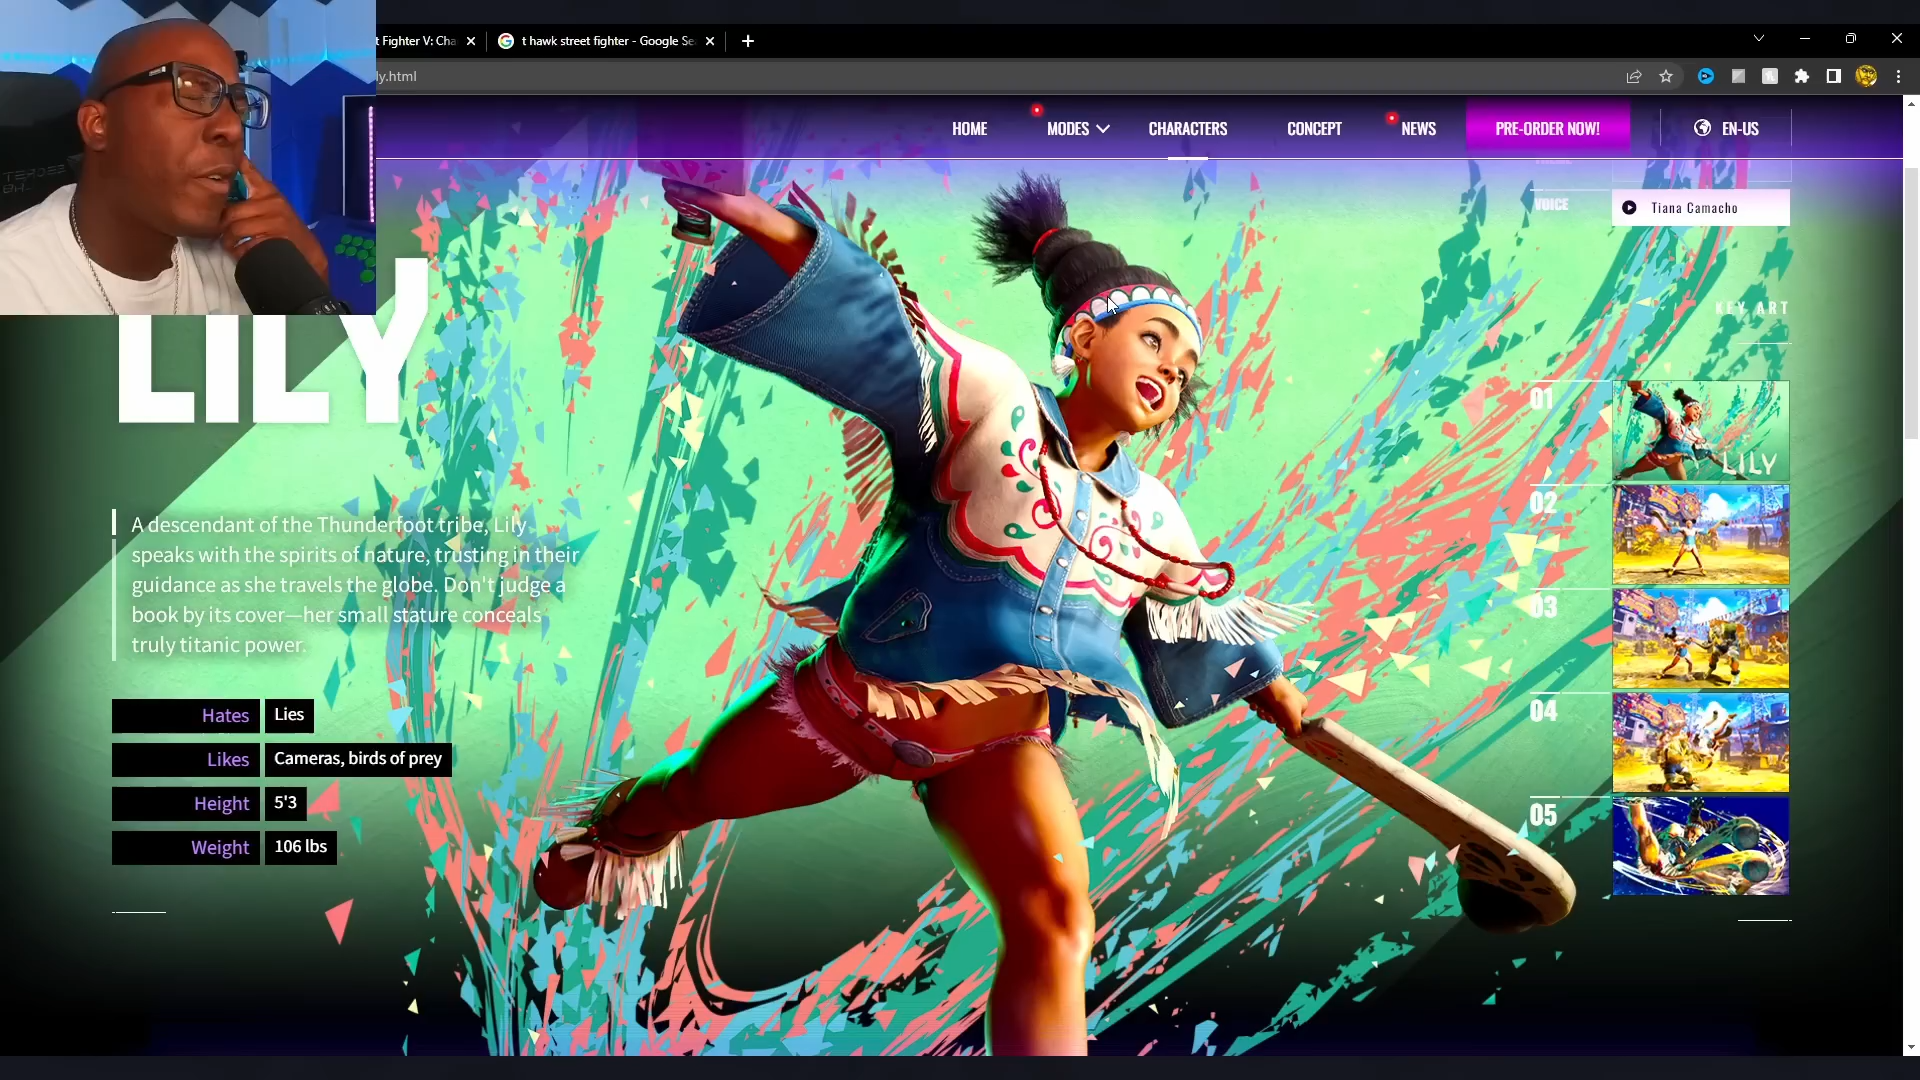 t Fighter V: Cha
t hawk street fighter - Google Se
ly.html
HOME
MODES
CHARACTERS
CONCEPT
NEWS
PRE-ORDER NOW!
EN-US
VOICE
Tiana Camacho
LILY
KEY ART
A descendant of the Thunderfoot tribe, Lily
speaks with the spirits of nature, trusting in their
guidance as she travels the globe. Don't judge a
book by its cover—her small stature conceals
truly titanic power.
Hates Lies
Likes Cameras, birds of prey
Height 5'3
Weight 106 lbs
01
LILY
02
03
04
05